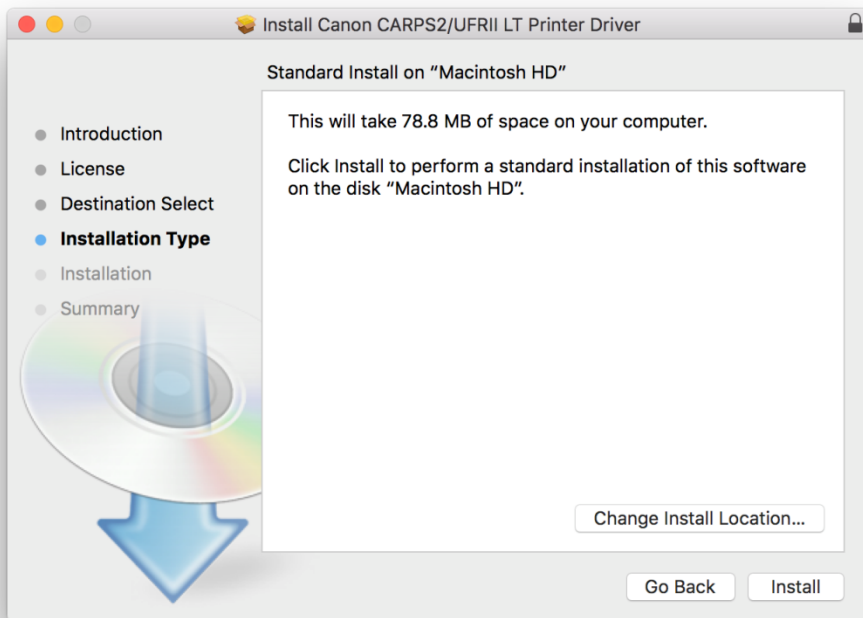 Install Canon CARPS2/UFRII LT Printer Driver
Standard Install on “Macintosh HD”
Introduction
License
Destination Select
Installation Type
Installation
Summary
This will take 78.8 MB of space on your computer.
Click Install to perform a standard installation of this software
on the disk “Macintosh HD”.
Change Install Location...
Go Back
Install